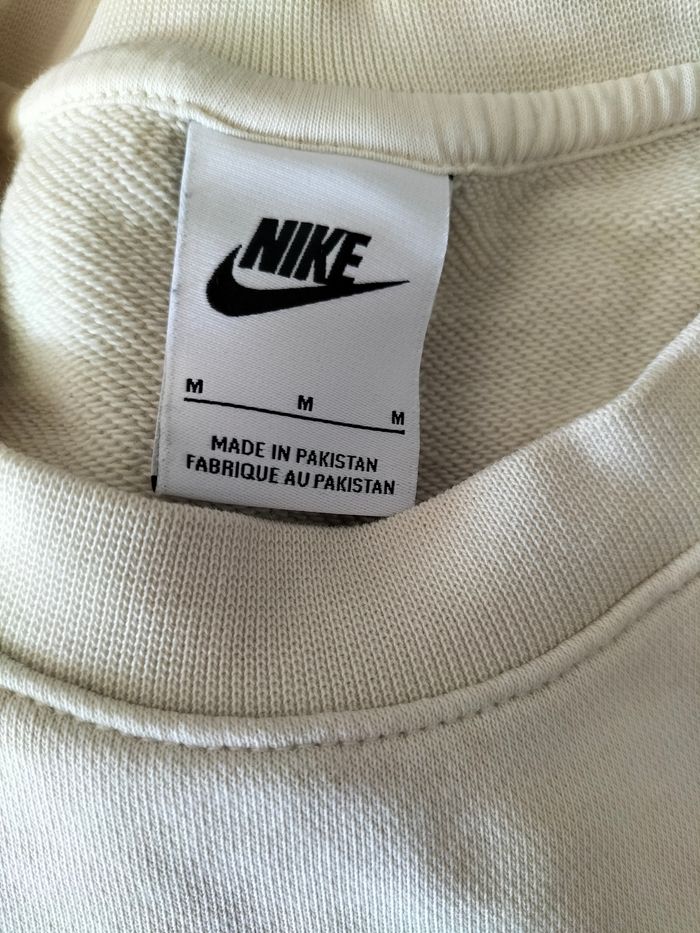 NIKE
M M M
MADE IN PAKISTAN
FABRIQUE AU PAKISTAN